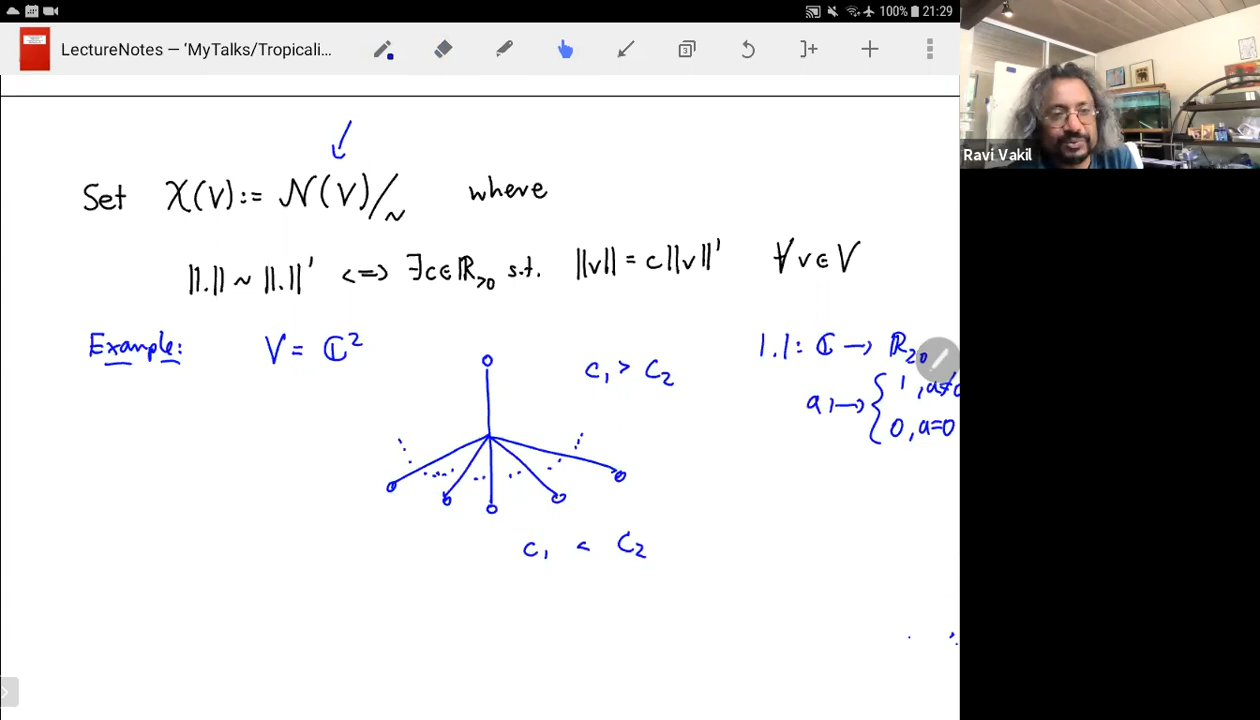 100% 21:29
LectureNotes – 'MyTalks/Tropicali...
3
Ravi Vakil
Set X(V) := N(V)/~ where
||.|| ~ ||.||' <=> ∃c∈ℝ>0 s.t. ||v|| = c||v||' ∀v∈V
Example: V = ℂ²
c₁ > c₂
|.|: ℂ → ℝ≥0
a ↦ { 1, a≠0
0, a=0
c₁ < c₂